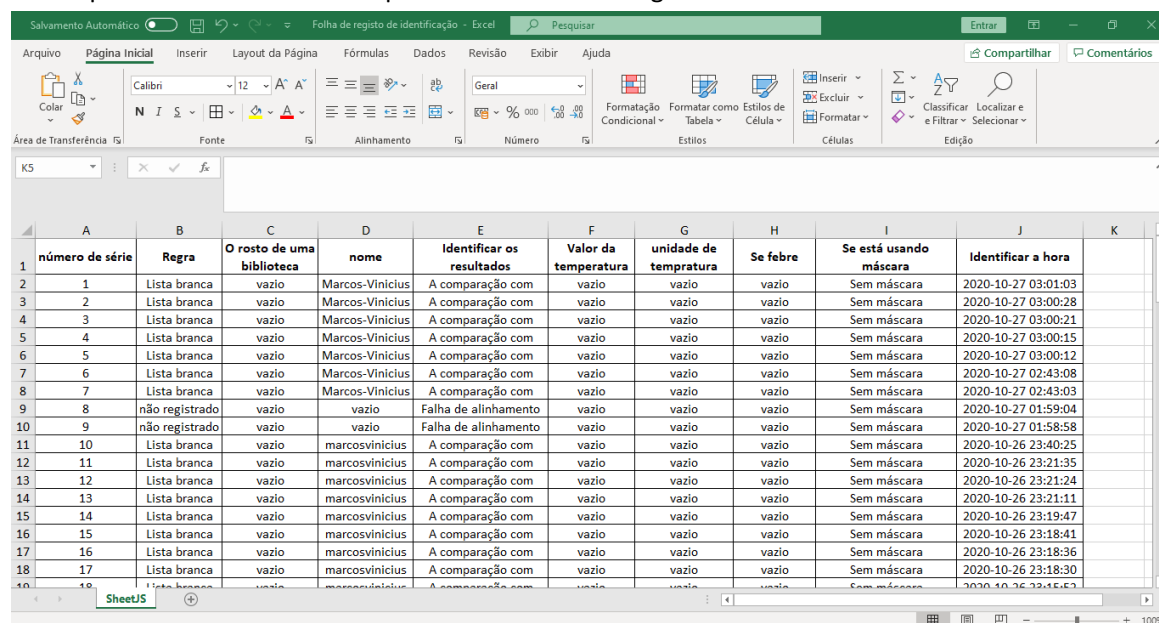 Salvamento Automático Folha de registo de identificação - Excel Pesquisar Entrar
Arquivo Página Inicial Inserir Layout da Página Fórmulas Dados Revisão Exibir Ajuda Compartilhar Comentários
Colar Calibri 12 A A ab Geral Formatação Condicional Formatar como Tabela Estilos de Célula Inserir Excluir Formatar Classificar e Filtrar Localizar e Selecionar
N I S A % 000
Área de Transferência Fonte Alinhamento Número Estilos Células Edição
K5 fx
A B C D E F G H I J K
1 número de série Regra O rosto de uma biblioteca nome Identificar os resultados Valor da temperatura unidade de tempratura Se febre Se está usando máscara Identificar a hora
2 1 Lista branca vazio Marcos-Vinicius A comparação com vazio vazio vazio Sem máscara 2020-10-27 03:01:03
3 2 Lista branca vazio Marcos-Vinicius A comparação com vazio vazio vazio Sem máscara 2020-10-27 03:00:28
4 3 Lista branca vazio Marcos-Vinicius A comparação com vazio vazio vazio Sem máscara 2020-10-27 03:00:21
5 4 Lista branca vazio Marcos-Vinicius A comparação com vazio vazio vazio Sem máscara 2020-10-27 03:00:15
6 5 Lista branca vazio Marcos-Vinicius A comparação com vazio vazio vazio Sem máscara 2020-10-27 03:00:12
7 6 Lista branca vazio Marcos-Vinicius A comparação com vazio vazio vazio Sem máscara 2020-10-27 02:43:08
8 7 Lista branca vazio Marcos-Vinicius A comparação com vazio vazio vazio Sem máscara 2020-10-27 02:43:03
9 8 não registrado vazio vazio Falha de alinhamento vazio vazio vazio Sem máscara 2020-10-27 01:59:04
10 9 não registrado vazio vazio Falha de alinhamento vazio vazio vazio Sem máscara 2020-10-27 01:58:58
11 10 Lista branca vazio marcosvinicius A comparação com vazio vazio vazio Sem máscara 2020-10-26 23:40:25
12 11 Lista branca vazio marcosvinicius A comparação com vazio vazio vazio Sem máscara 2020-10-26 23:21:35
13 12 Lista branca vazio marcosvinicius A comparação com vazio vazio vazio Sem máscara 2020-10-26 23:21:24
14 13 Lista branca vazio marcosvinicius A comparação com vazio vazio vazio Sem máscara 2020-10-26 23:21:11
15 14 Lista branca vazio marcosvinicius A comparação com vazio vazio vazio Sem máscara 2020-10-26 23:19:47
16 15 Lista branca vazio marcosvinicius A comparação com vazio vazio vazio Sem máscara 2020-10-26 23:18:41
17 16 Lista branca vazio marcosvinicius A comparação com vazio vazio vazio Sem máscara 2020-10-26 23:18:36
18 17 Lista branca vazio marcosvinicius A comparação com vazio vazio vazio Sem máscara 2020-10-26 23:18:30
SheetJS